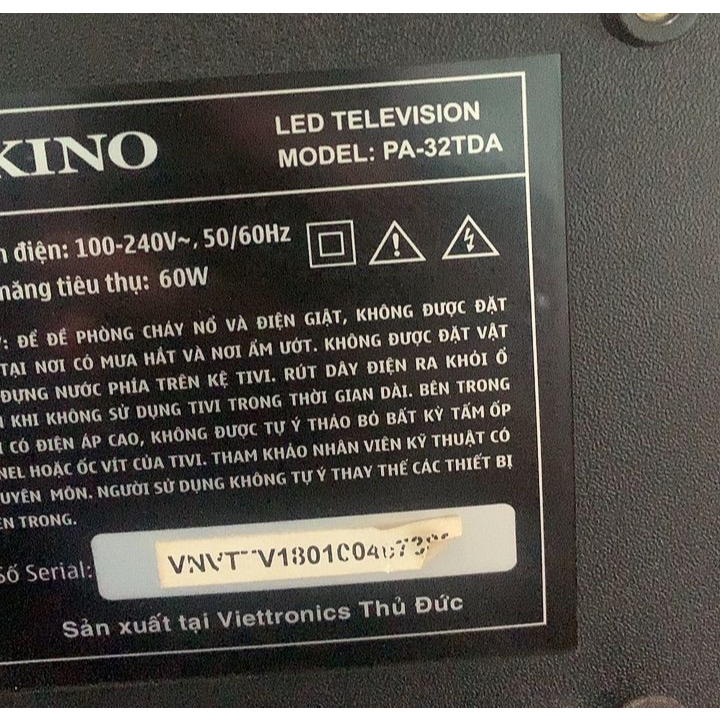 KINO
LED TELEVISION
MODEL: PA-32TDA
điện: 100-240V~, 50/60Hz
năng tiêu thụ: 60W
: ĐỂ ĐỀ PHÒNG CHÁY NỔ VÀ ĐIỆN GIẬT, KHÔNG ĐƯỢC ĐẶT
TẠI NƠI CÓ MƯA HẮT VÀ NƠI ẨM ƯỚT. KHÔNG ĐƯỢC ĐẶT VẬT
ĐỰNG NƯỚC PHÍA TRÊN KỆ TIVI. RÚT DÂY ĐIỆN RA KHỎI Ổ
KHI KHÔNG SỬ DỤNG TIVI TRONG THỜI GIAN DÀI. BÊN TRONG
CÓ ĐIỆN ÁP CAO, KHÔNG ĐƯỢC TỰ Ý THÁO BỎ BẤT KỲ TẤM ỐP
NEL HOẶC ỐC VÍT CỦA TIVI. THAM KHẢO NHÂN VIÊN KỸ THUẬT CÓ
UYÊN MÔN. NGƯỜI SỬ DỤNG KHÔNG TỰ Ý THAY THẾ CÁC THIẾT BỊ
ÊN TRONG.
Số Serial:
Sản xuất tại Viettronics Thủ Đức